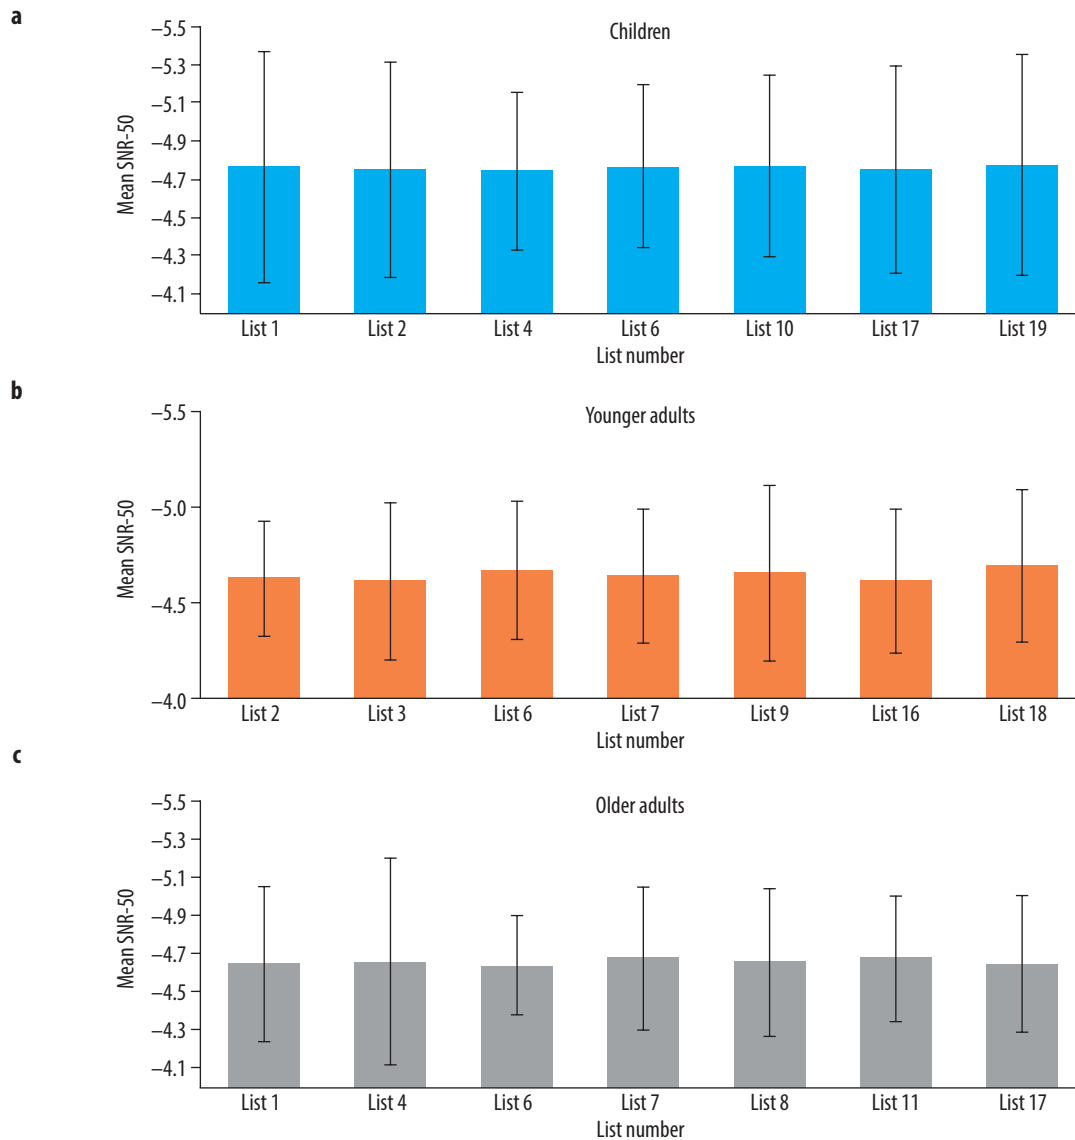 a
Children
Mean SNR-50
–5.5
–5.3
–5.1
–4.9
–4.7
–4.5
–4.3
–4.1
List 1 List 2 List 4 List 6 List 10 List 17 List 19
List number
b
Younger adults
Mean SNR-50
–5.5
–5.0
–4.5
–4.0
List 2 List 3 List 6 List 7 List 9 List 16 List 18
List number
c
Older adults
Mean SNR-50
–5.5
–5.3
–5.1
–4.9
–4.7
–4.5
–4.3
–4.1
List 1 List 4 List 6 List 7 List 8 List 11 List 17
List number